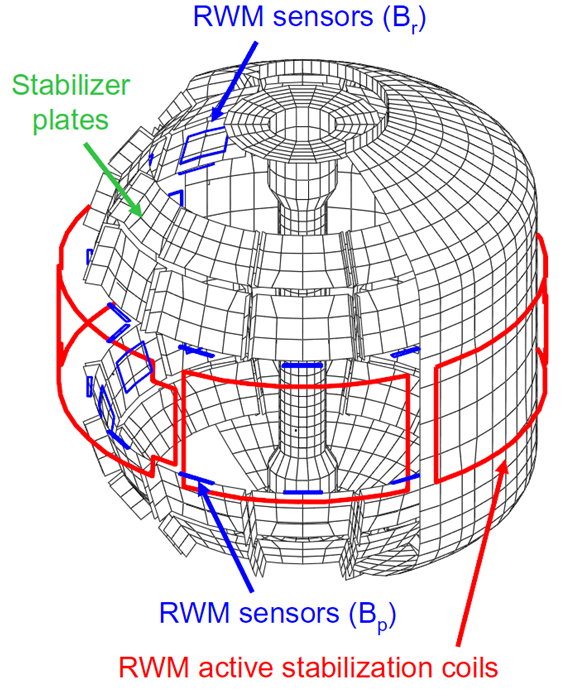 RWM sensors (Br)
Stabilizer
plates
RWM sensors (Bp)
RWM active stabilization coils